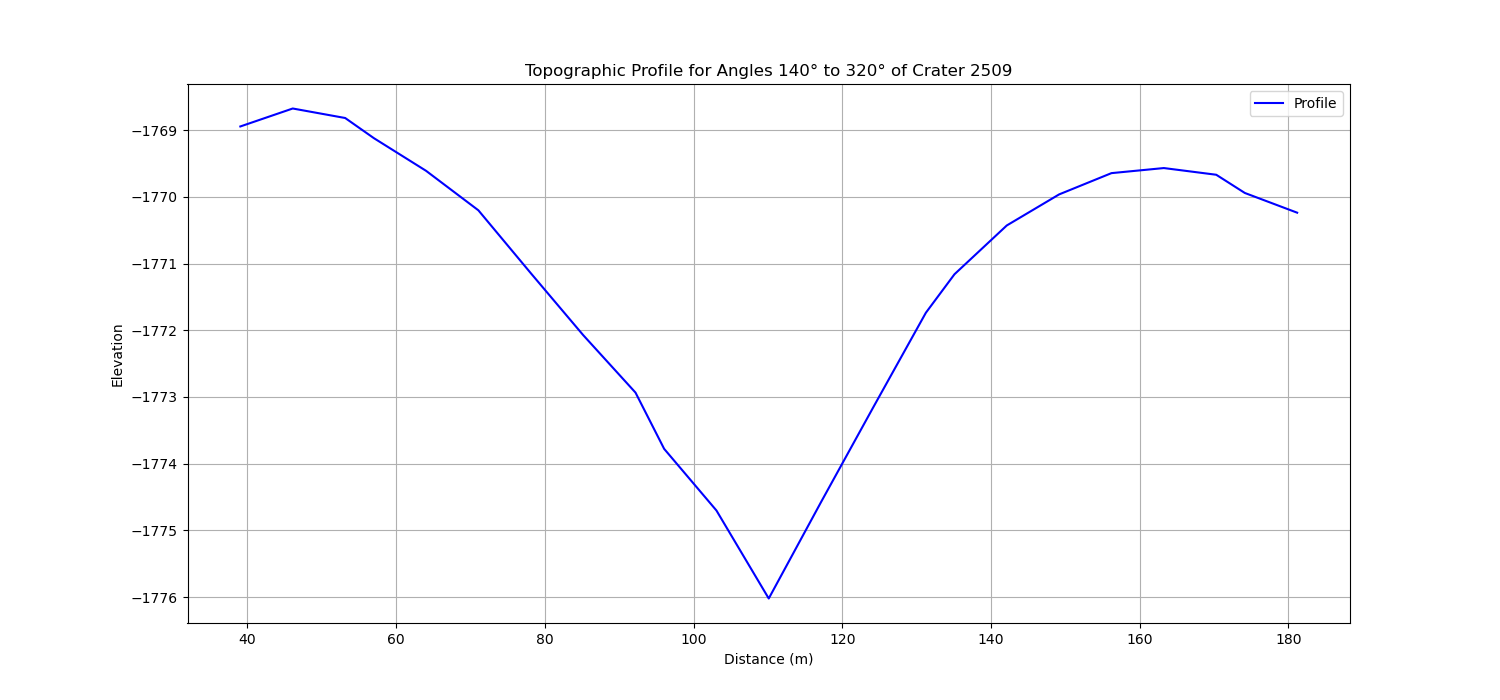 Topographic Profile for Angles 140° to 320° of Crater 2509
Profile
−1769
−1770
−1771
−1772
−1773
−1774
−1775
−1776
Elevation
40 60 80 100 120 140 160 180
Distance (m)